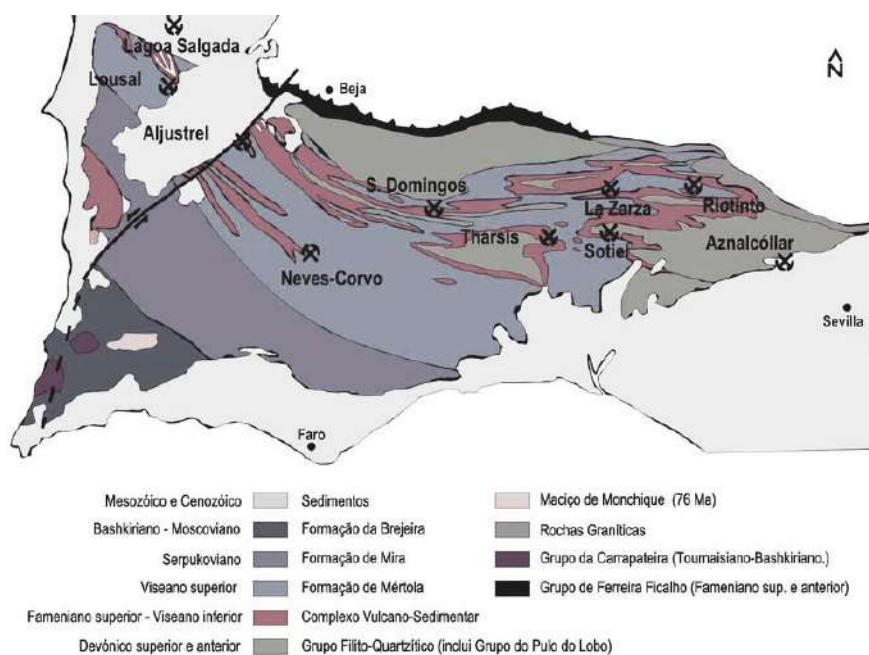 Lagoa Salgada
Lousal
Beja
N
Aljustrel
S. Domingos
La Zarza
Riotinto
Tharsis
Sotiel
Aznalcóllar
Neves-Corvo
Sevilla
Faro
Mesozóico e Cenozóico Sedimentos Maciço de Monchique (76 Ma)
Bashkiriano - Moscoviano Formação da Brejeira Rochas Graníticas
Serpukoviano Formação de Mira Grupo da Carrapateira (Tournaisiano-Bashkiriano.)
Viseano superior Formação de Mértola Grupo de Ferreira Ficalho (Fameniano sup. e anterior)
Fameniano superior - Viseano inferior Complexo Vulcano-Sedimentar
Devónico superior e anterior Grupo Filito-Quartzítico (inclui Grupo do Pulo do Lobo)